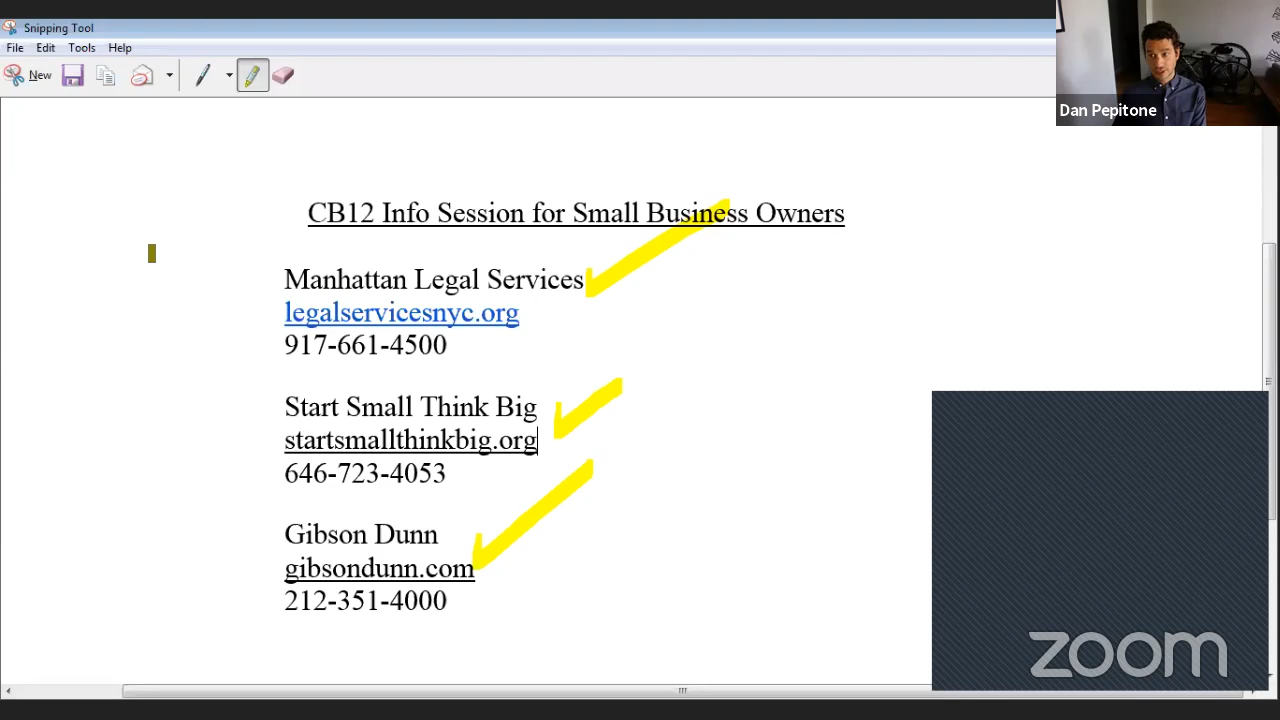 Snipping Tool
File Edit Tools Help
New
Dan Pepitone
CB12 Info Session for Small Business Owners
Manhattan Legal Services
legalservicesnyc.org
917-661-4500
Start Small Think Big
startsmallthinkbig.org
646-723-4053
Gibson Dunn
gibsondunn.com
212-351-4000
zoom